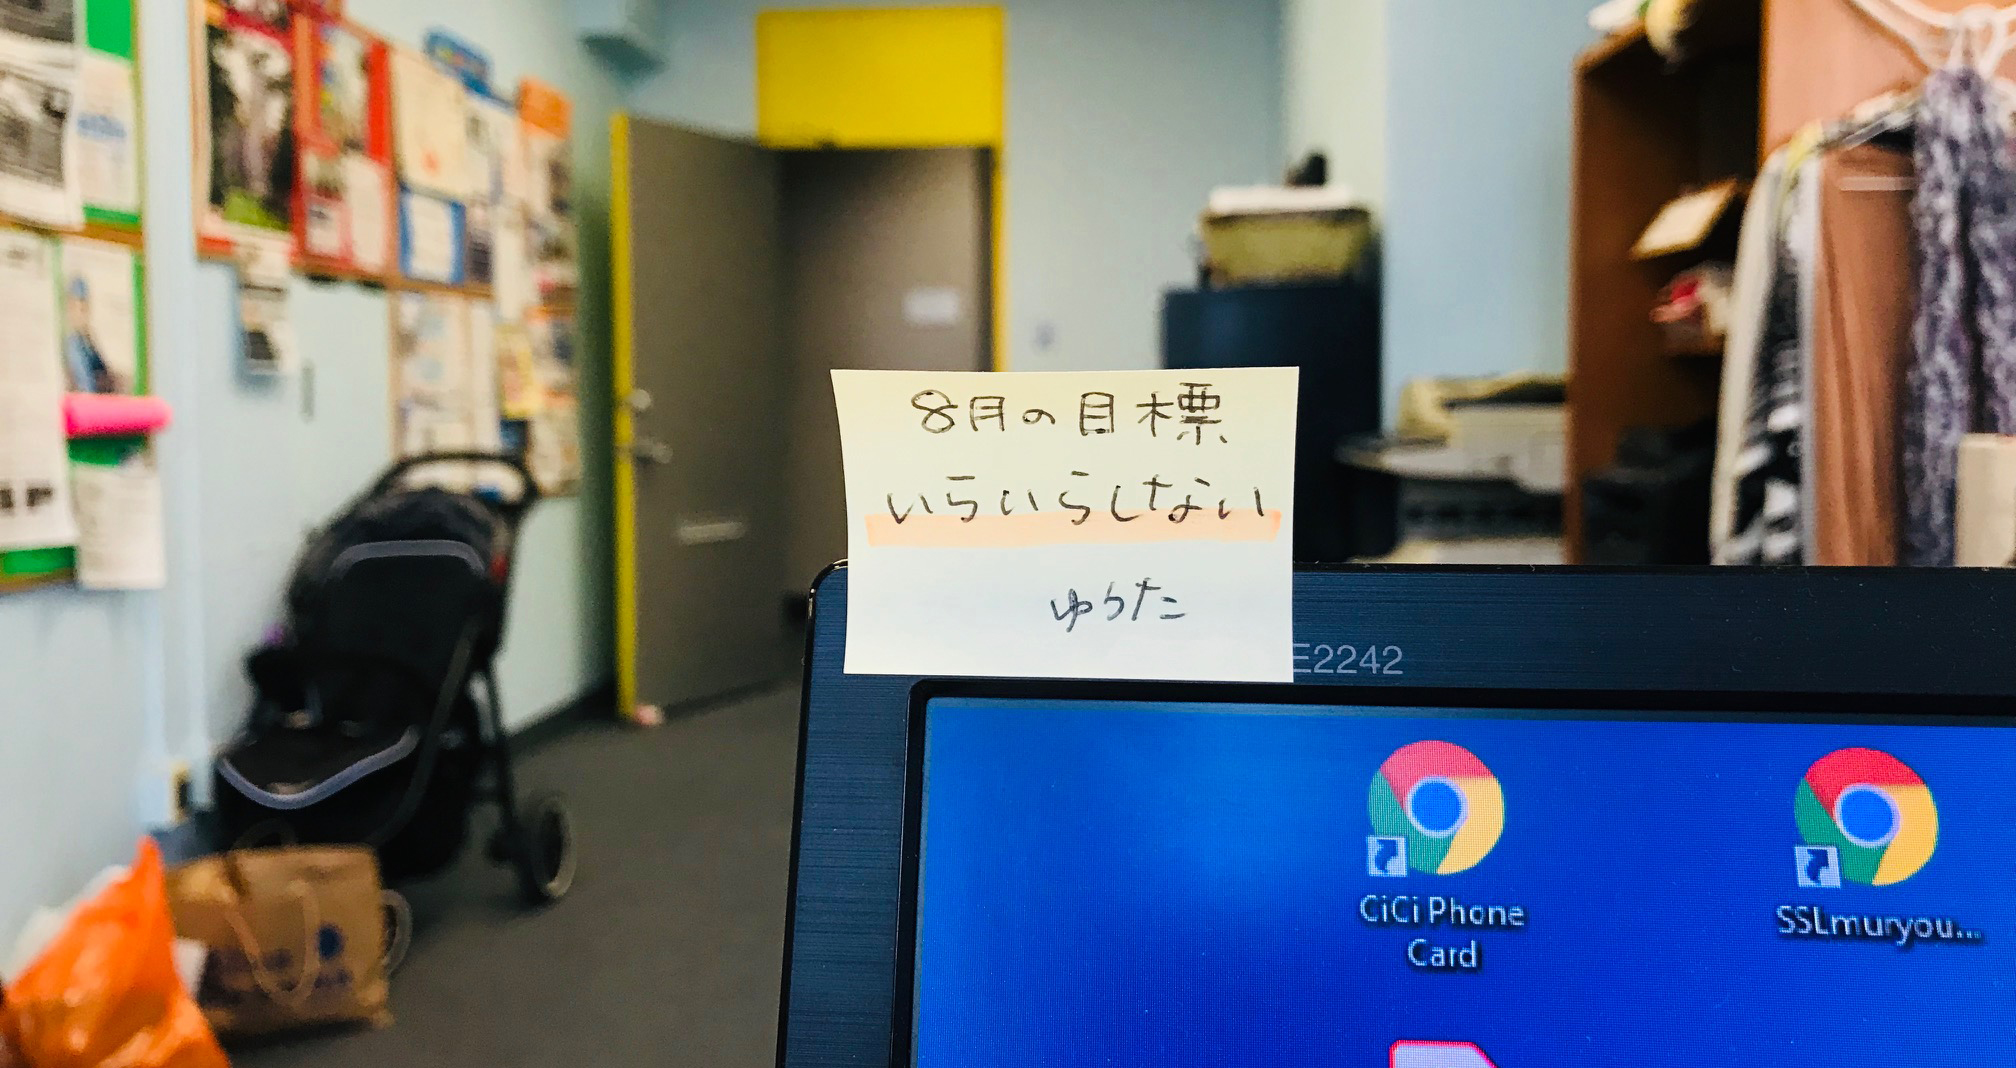 8月の目標
いらいらしない
ゆうた
E2242
CiCi Phone
Card
SSLmuryou...